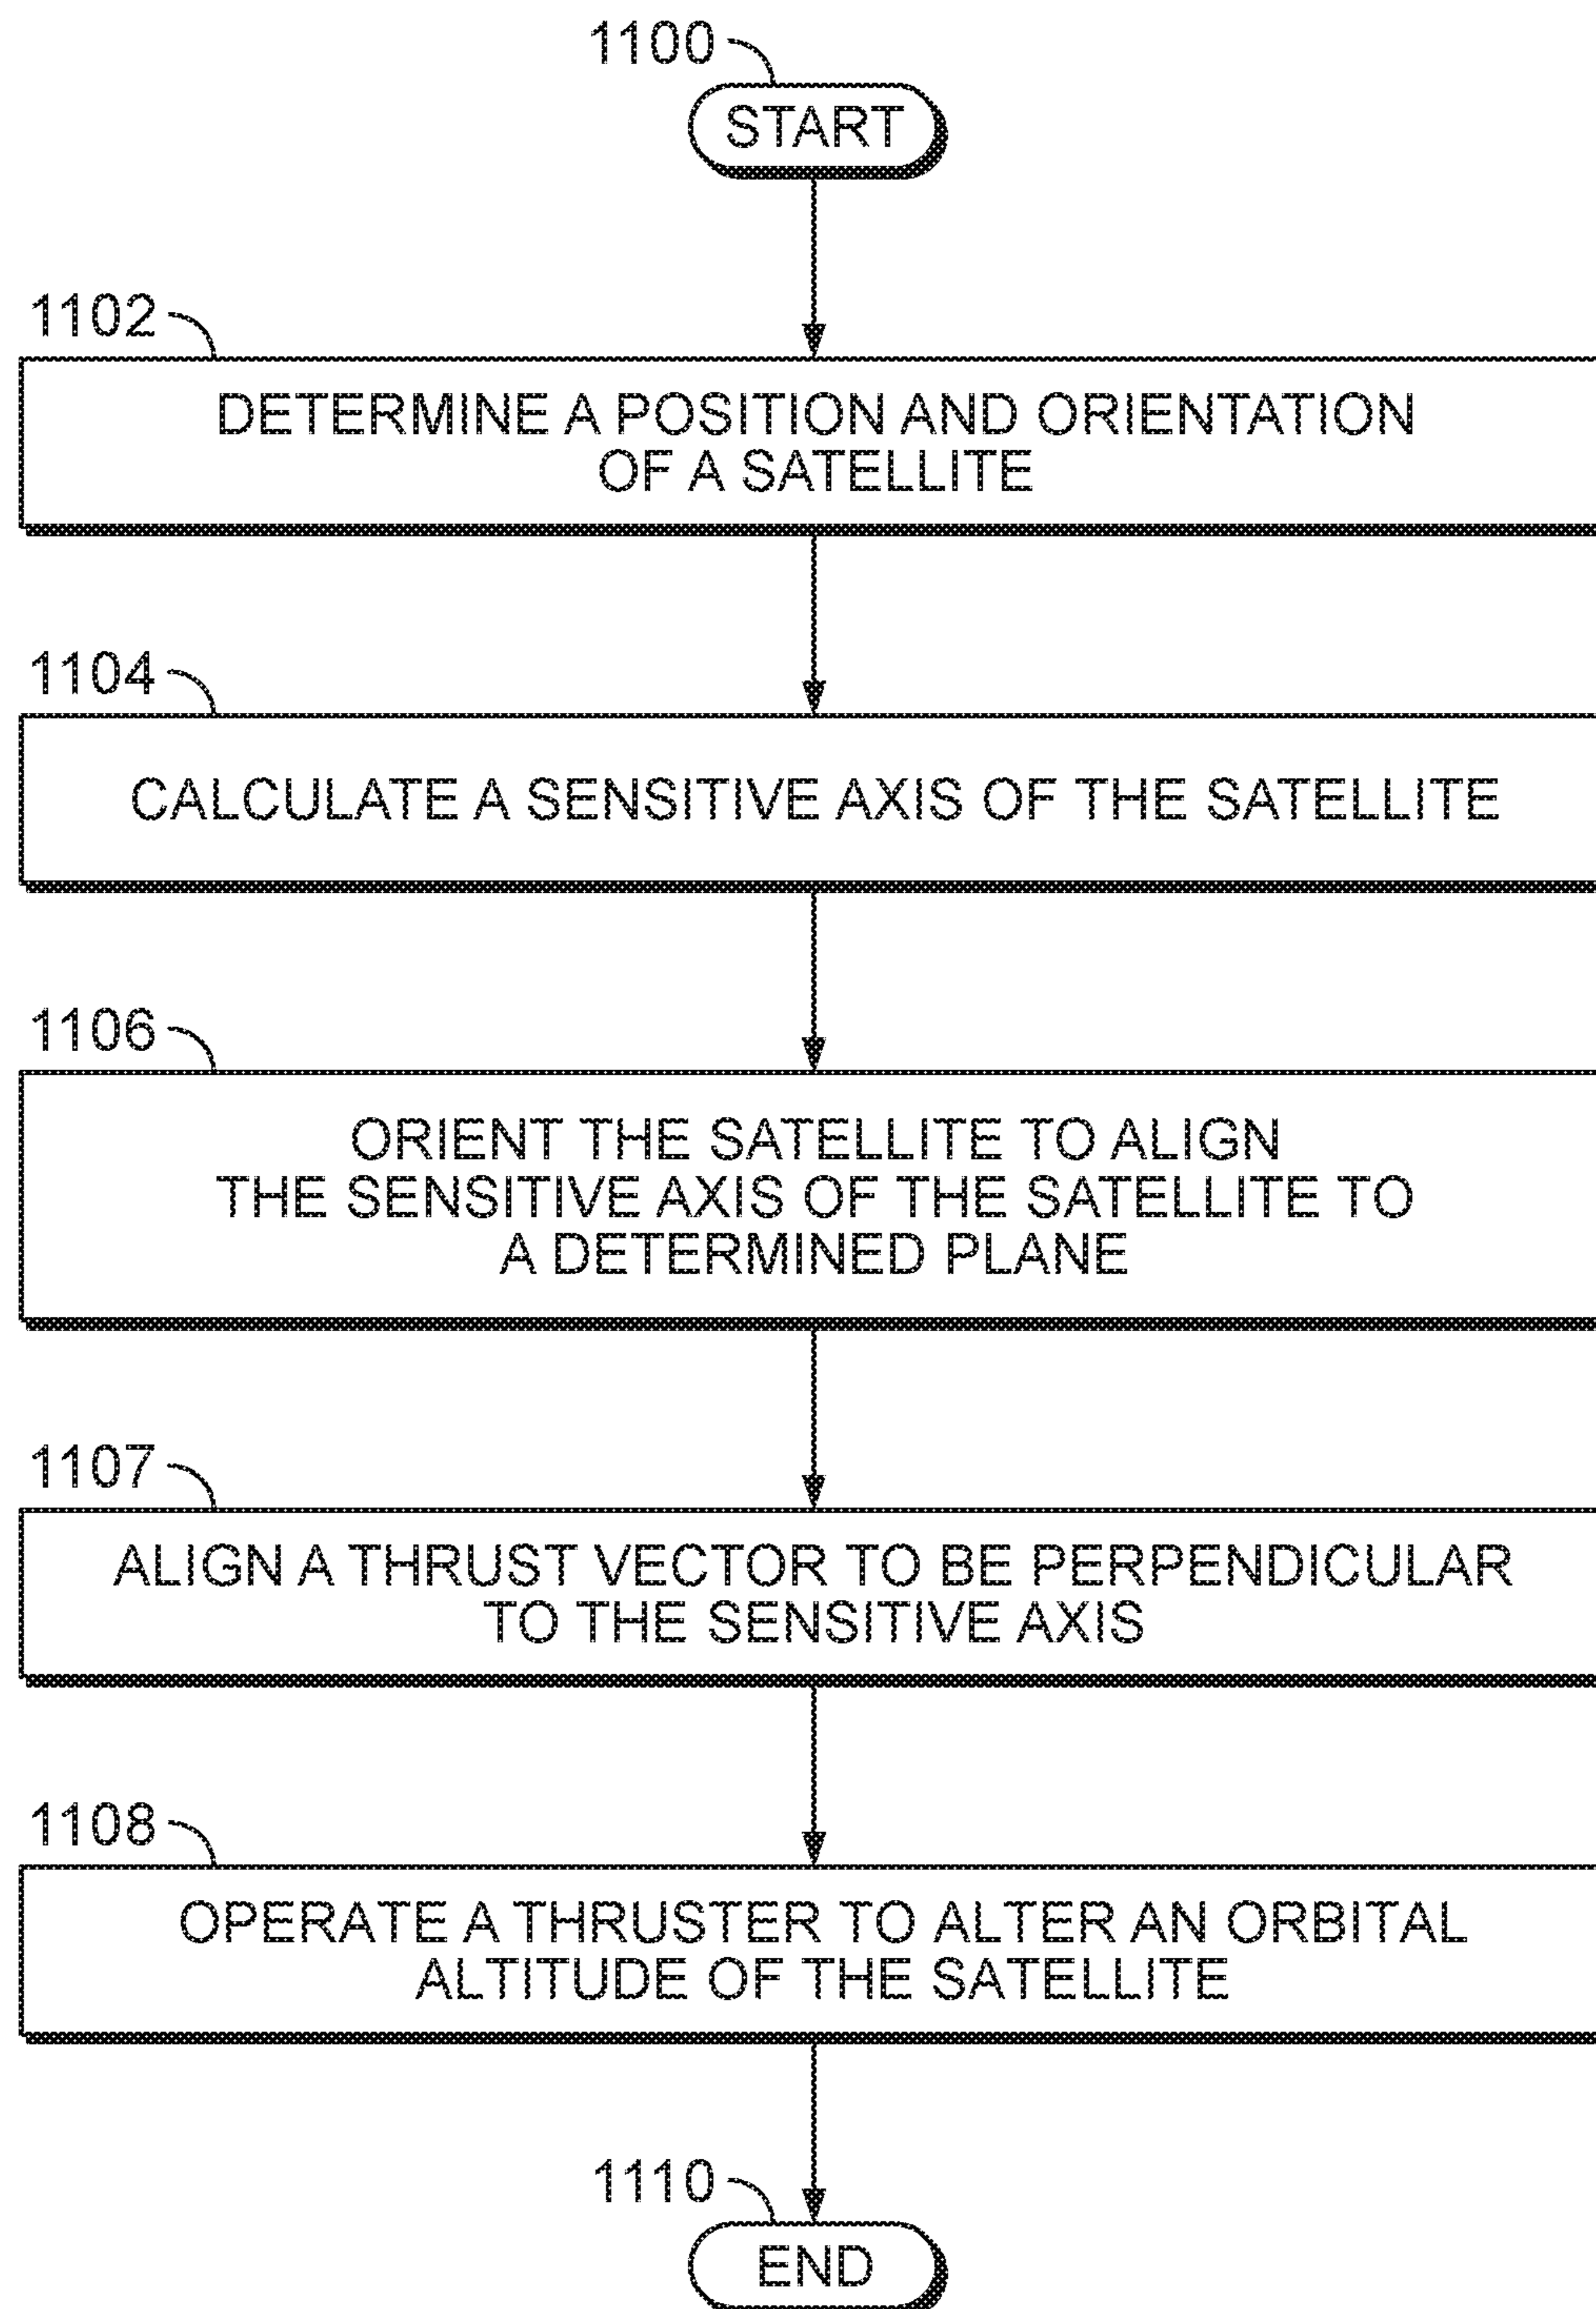 1100
START
1102
DETERMINE A POSITION AND ORIENTATION
OF A SATELLITE
1104
CALCULATE A SENSITIVE AXIS OF THE SATELLITE
1106
ORIENT THE SATELLITE TO ALIGN
THE SENSITIVE AXIS OF THE SATELLITE TO
A DETERMINED PLANE
1107
ALIGN A THRUST VECTOR TO BE PERPENDICULAR
TO THE SENSITIVE AXIS
1108
OPERATE A THRUSTER TO ALTER AN ORBITAL
ALTITUDE OF THE SATELLITE
1110
END